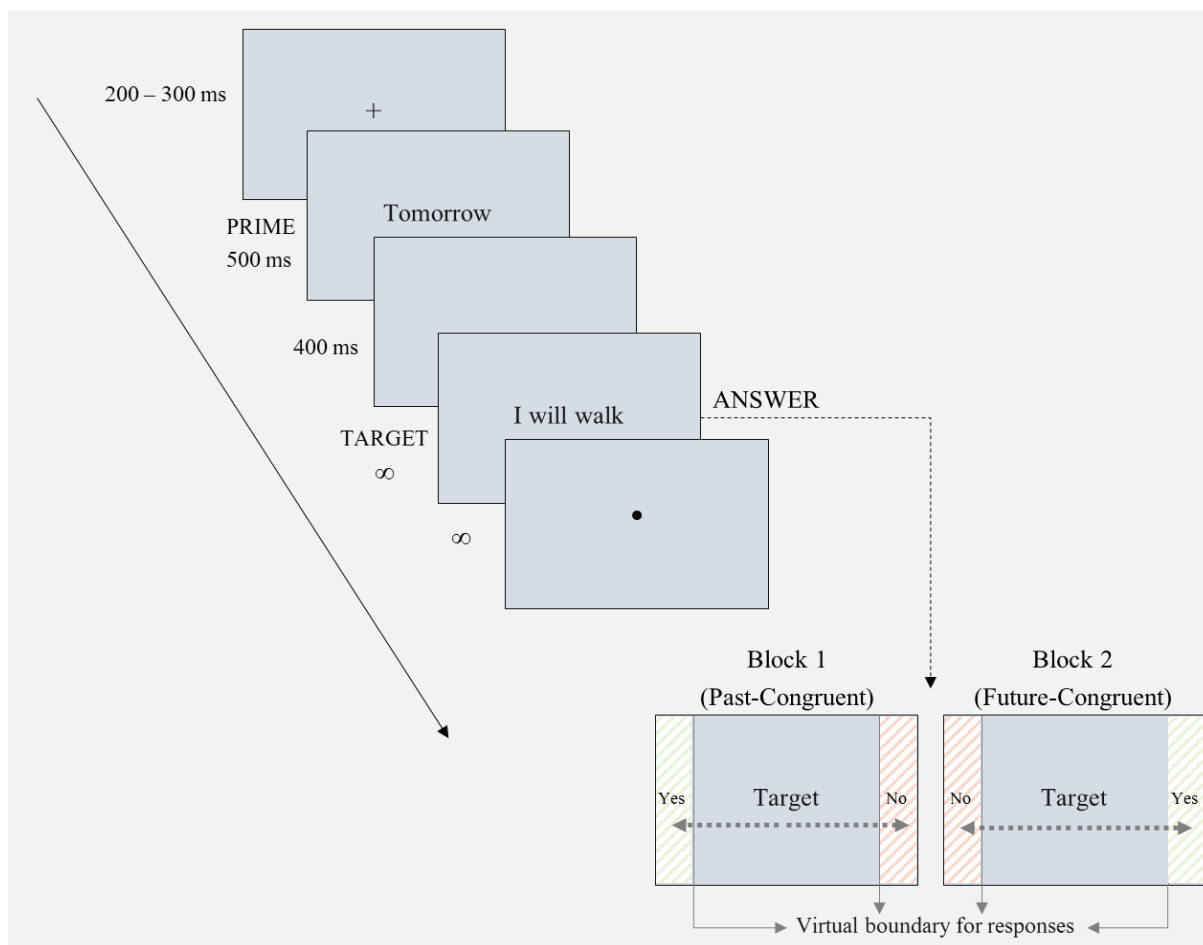 200 – 300 ms
+
PRIME
500 ms
Tomorrow
400 ms
TARGET
∞
I will walk
ANSWER
∞
Block 1
(Past-Congruent)
Block 2
(Future-Congruent)
Yes Target No
No Target Yes
Virtual boundary for responses